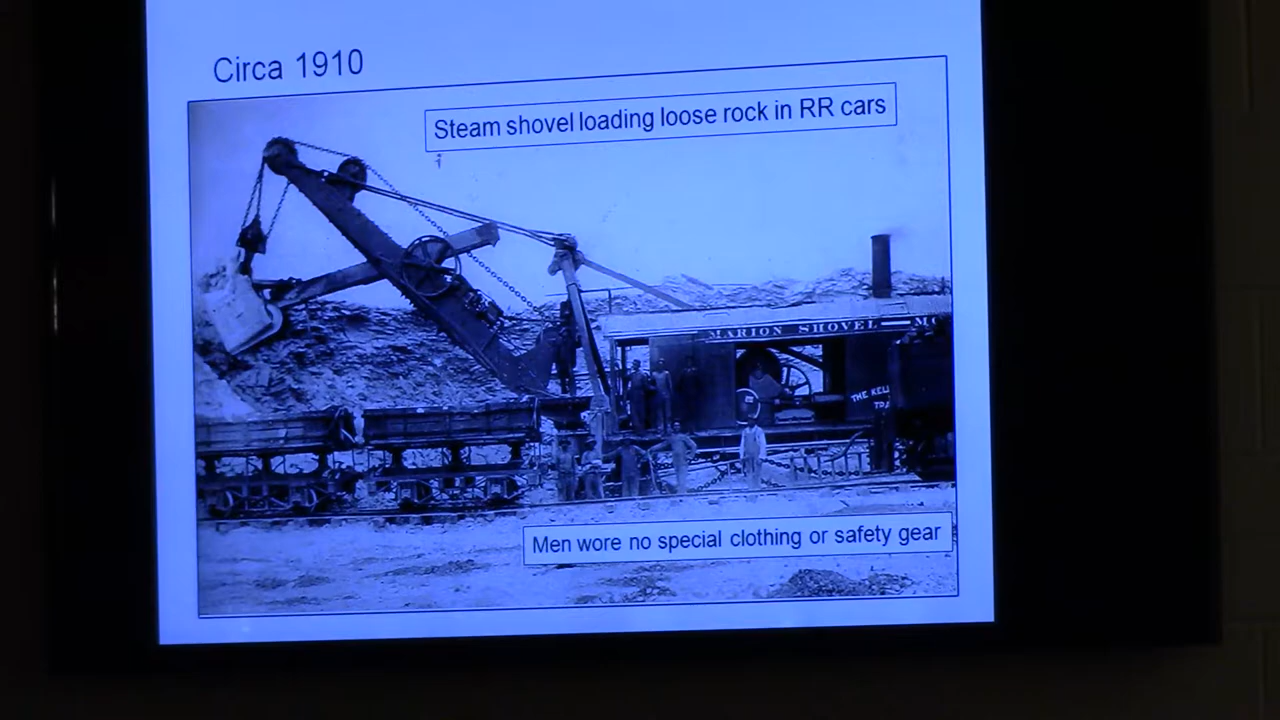 Circa 1910
Steam shovel loading loose rock in RR cars
MARION SHOVEL
THE KELL
Men wore no special clothing or safety gear